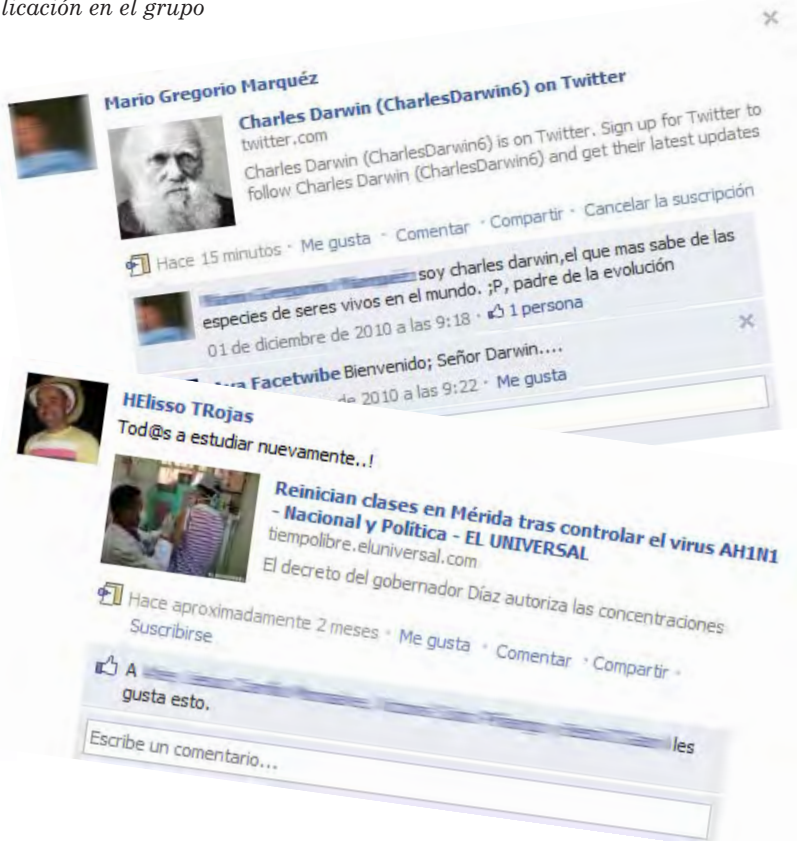 licación en el grupo
Mario Gregorio Marquéz
Charles Darwin (CharlesDarwin6) on Twitter
twitter.com
Charles Darwin (CharlesDarwin6) is on Twitter. Sign up for Twitter to
follow Charles Darwin (CharlesDarwin6) and get their latest updates
Hace 15 minutos · Me gusta · Comentar · Compartir · Cancelar la suscripción
soy charles darwin,el que mas sabe de las
especies de seres vivos en el mundo. ;P, padre de la evolución
01 de diciembre de 2010 a las 9:18 · 1 persona
Facetwibe Bienvenido; Señor Darwin....
de 2010 a las 9:22 · Me gusta
HElisso TRojas
Tod@s a estudiar nuevamente..!
Reinician clases en Mérida tras controlar el virus AH1N1
- Nacional y Política - EL UNIVERSAL
tiempolibre.eluniversal.com
El decreto del gobernador Díaz autoriza las concentraciones
Hace aproximadamente 2 meses · Me gusta · Comentar · Compartir ·
Suscribirse
A les
gusta esto.
Escribe un comentario...